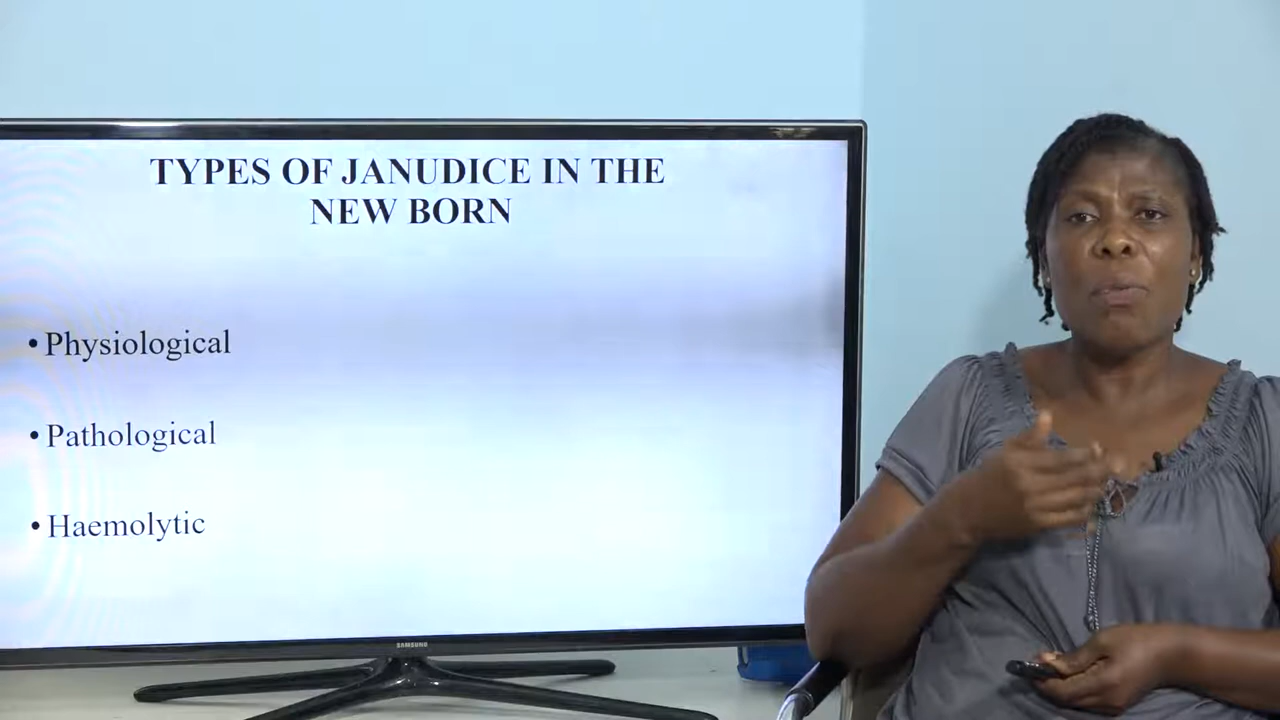 TYPES OF JANUDICE IN THE
NEW BORN
• Physiological
• Pathological
• Haemolytic
SAMSUNG